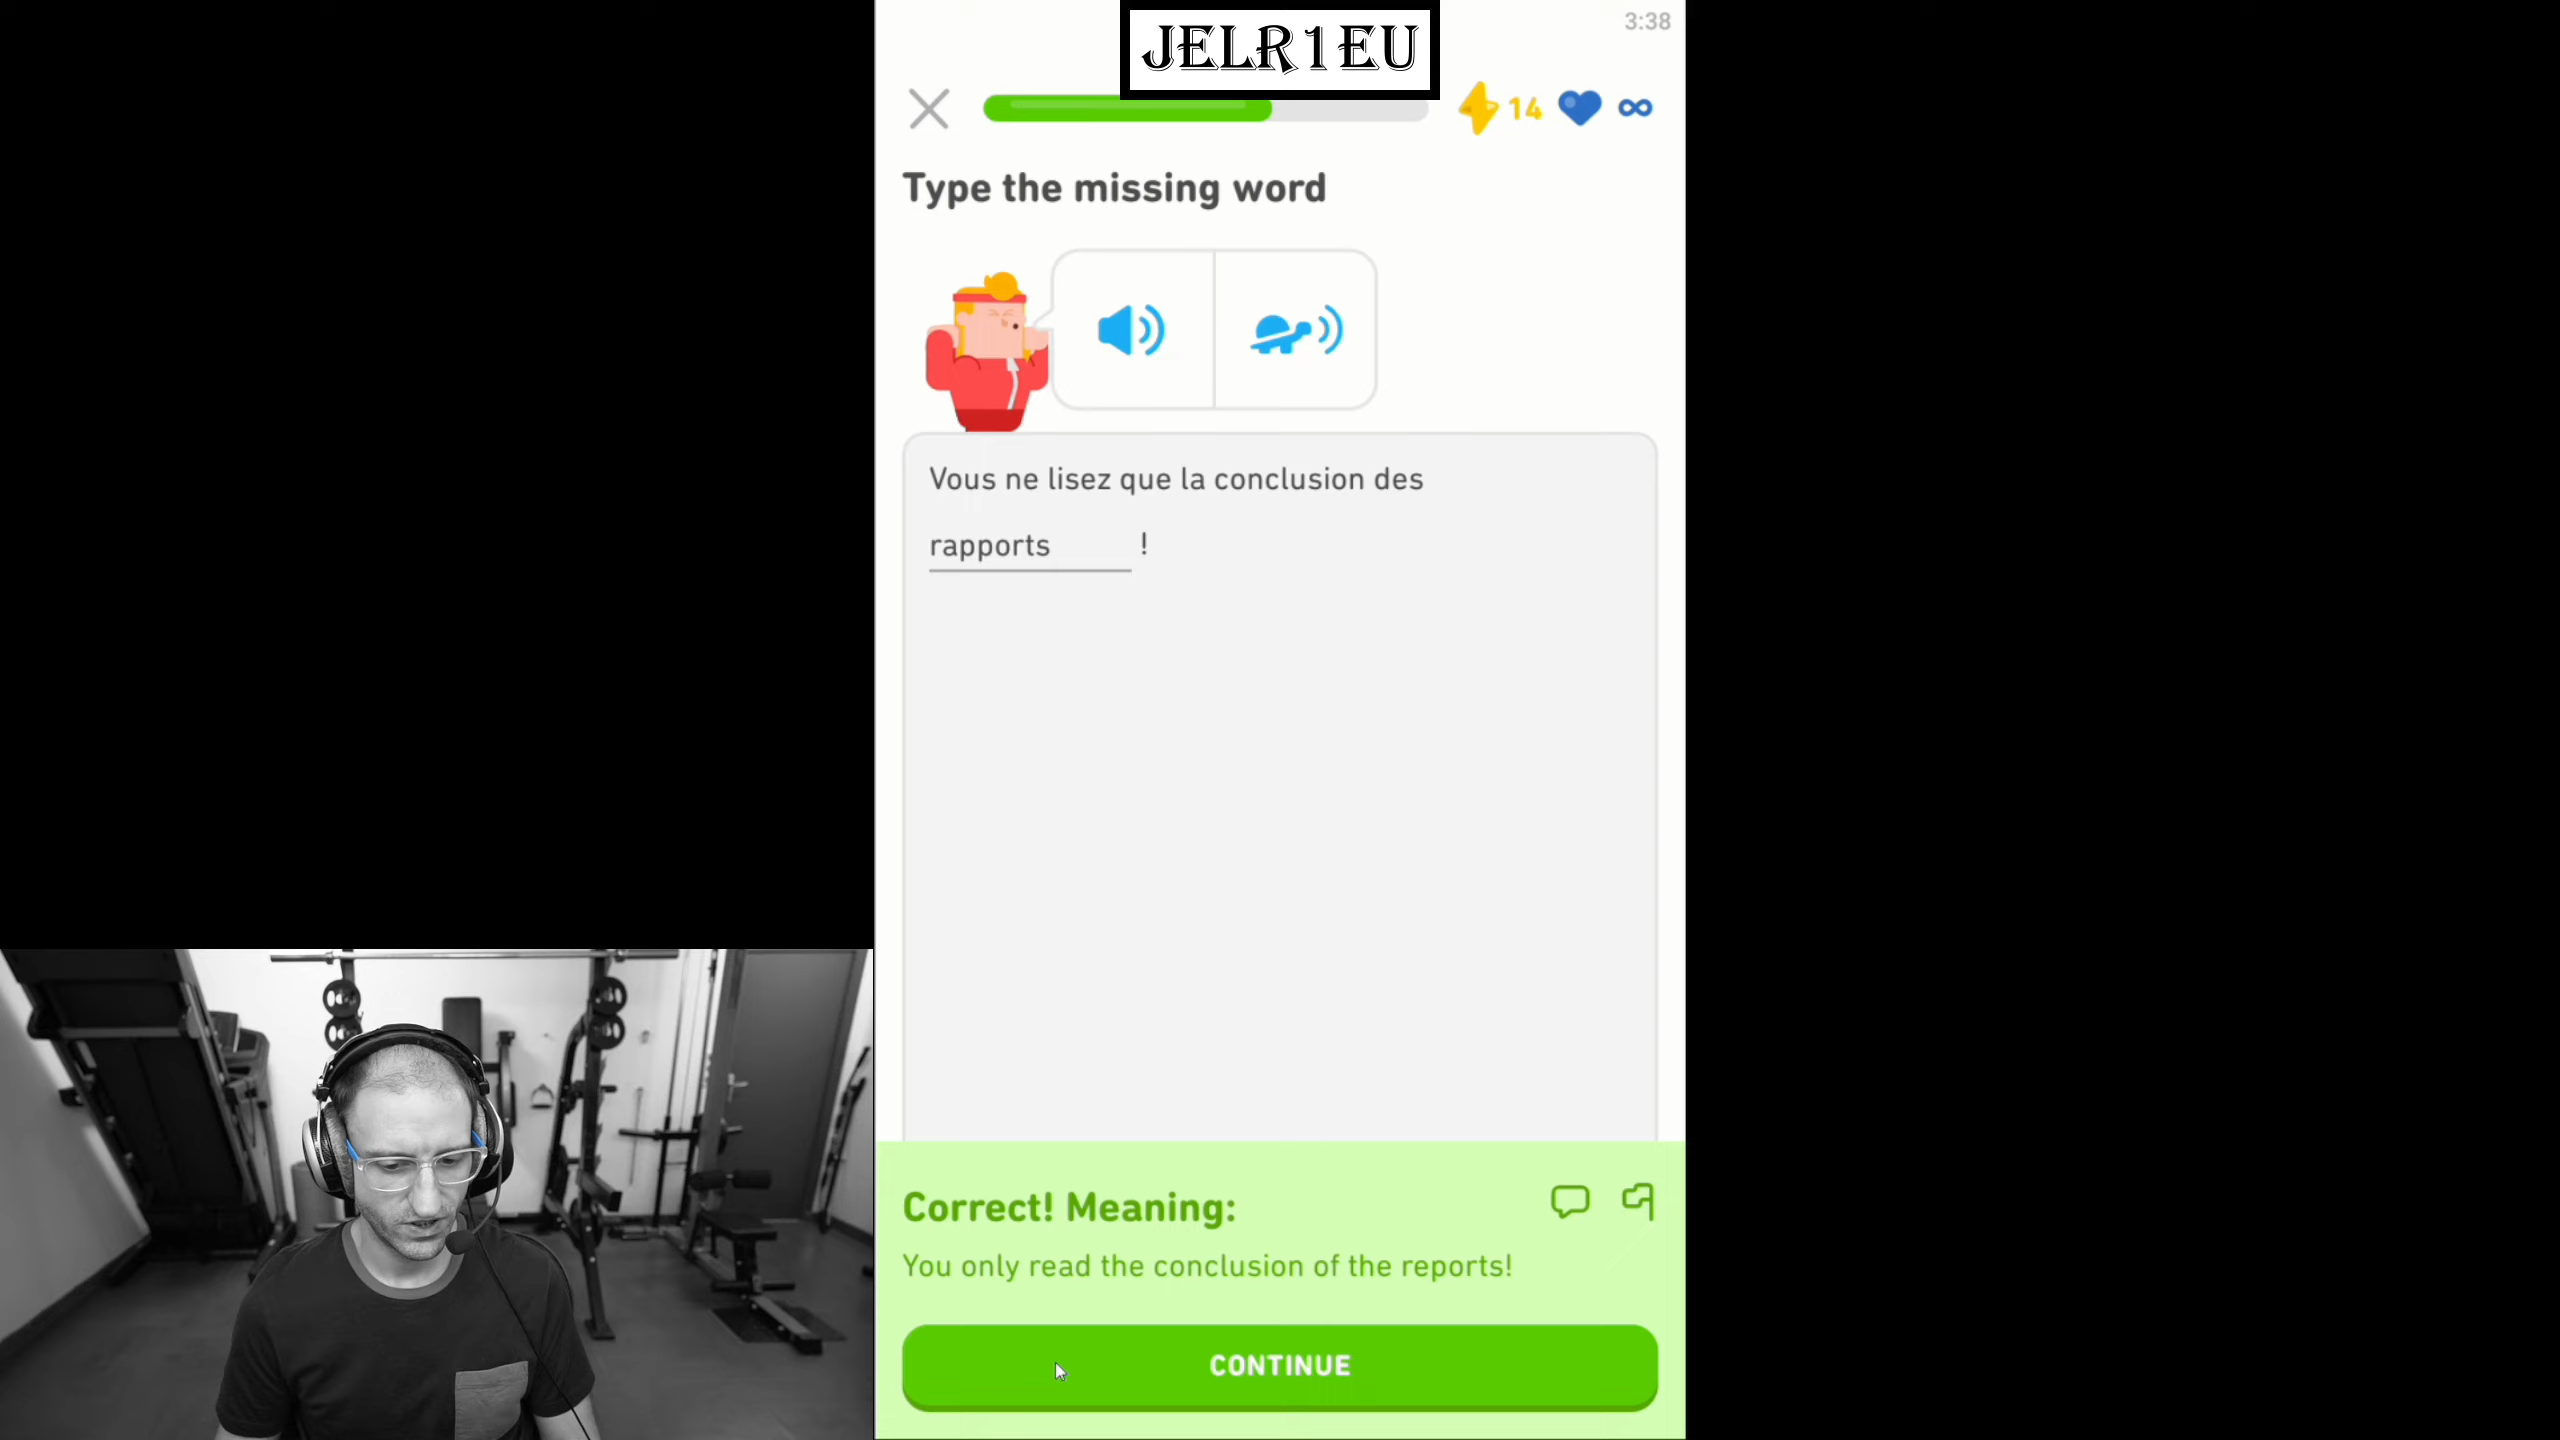 JELR1EU
3:38
14
Type the missing word
Vous ne lisez que la conclusion des
rapports !
Correct! Meaning:
You only read the conclusion of the reports!
CONTINUE